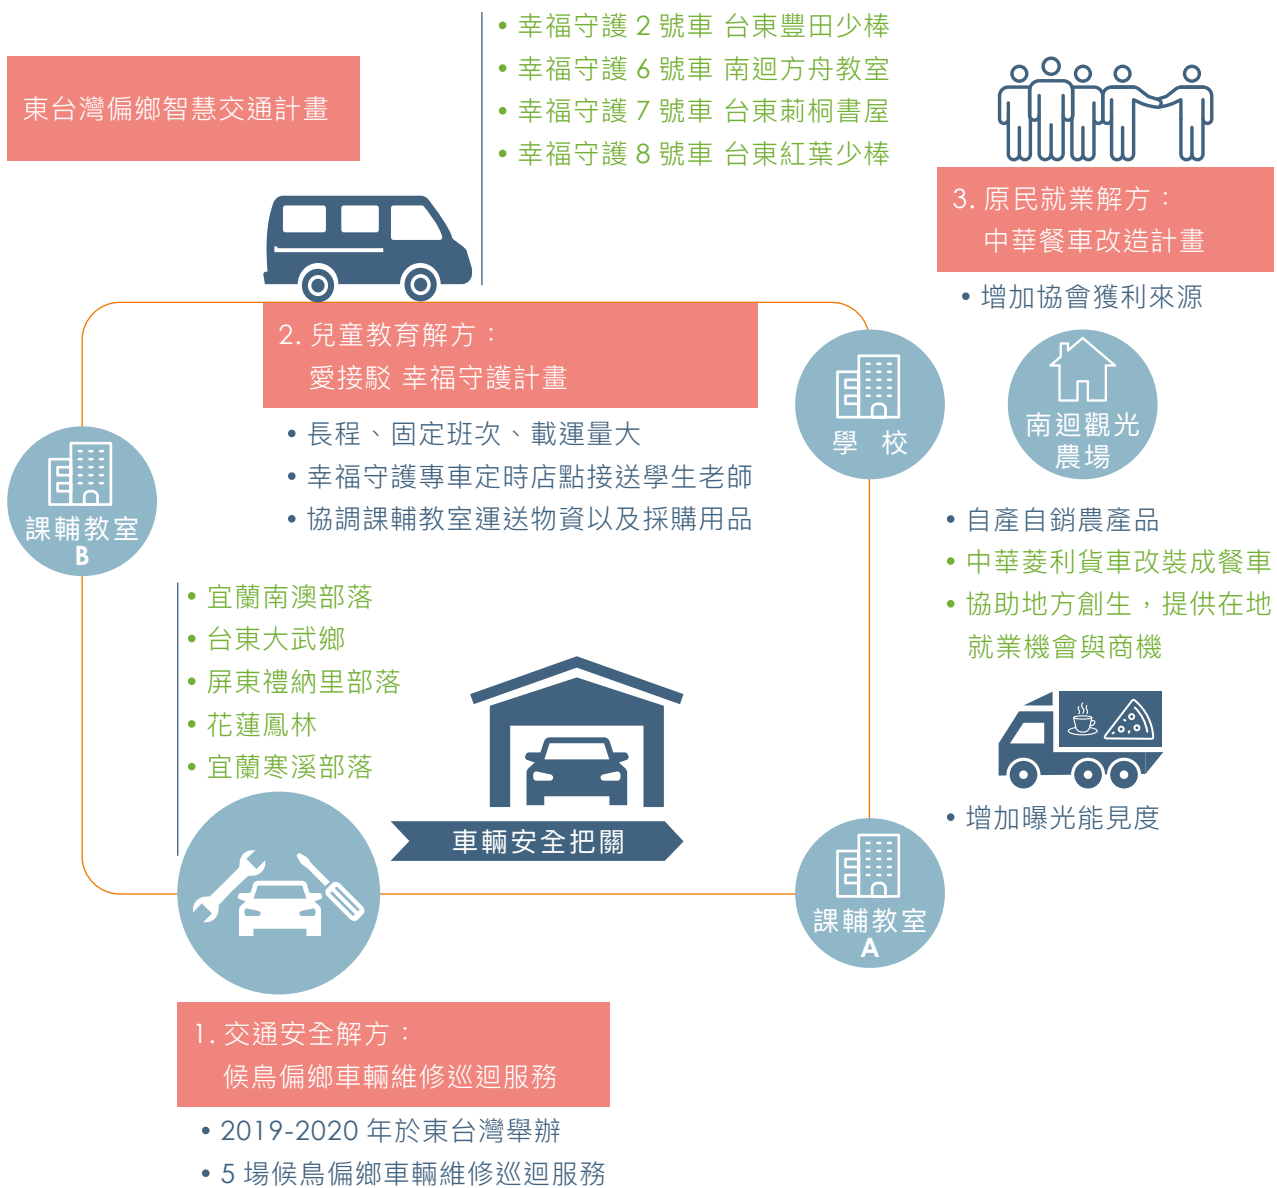 東台灣偏鄉智慧交通計畫
• 幸福守護 2 號車 台東豐田少棒
• 幸福守護 6 號車 南迴方舟教室
• 幸福守護 7 號車 台東莿桐書屋
• 幸福守護 8 號車 台東紅葉少棒
2. 兒童教育解方：
愛接駁 幸福守護計畫
• 長程、固定班次、載運量大
• 幸福守護專車定時店點接送學生老師
• 協調課輔教室運送物資以及採購用品
學 校
課輔教室
B
• 宜蘭南澳部落
• 台東大武鄉
• 屏東禮納里部落
• 花蓮鳳林
• 宜蘭寒溪部落
車輛安全把關
課輔教室
A
1. 交通安全解方：
候鳥偏鄉車輛維修巡迴服務
• 2019-2020 年於東台灣舉辦
• 5 場候鳥偏鄉車輛維修巡迴服務
3. 原民就業解方：
中華餐車改造計畫
• 增加協會獲利來源
南迴觀光
農場
• 自產自銷農產品
• 中華菱利貨車改裝成餐車
• 協助地方創生，提供在地
就業機會與商機
• 增加曝光能見度